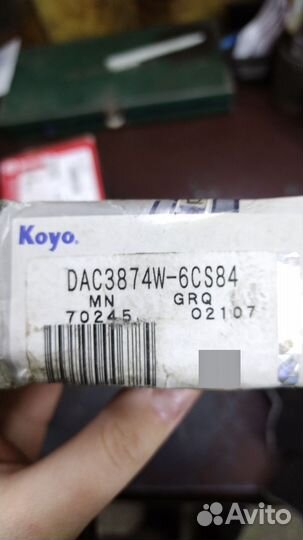 Koyo.
DAC3874W-6CS84
MN GRQ
70245 02107
Avito